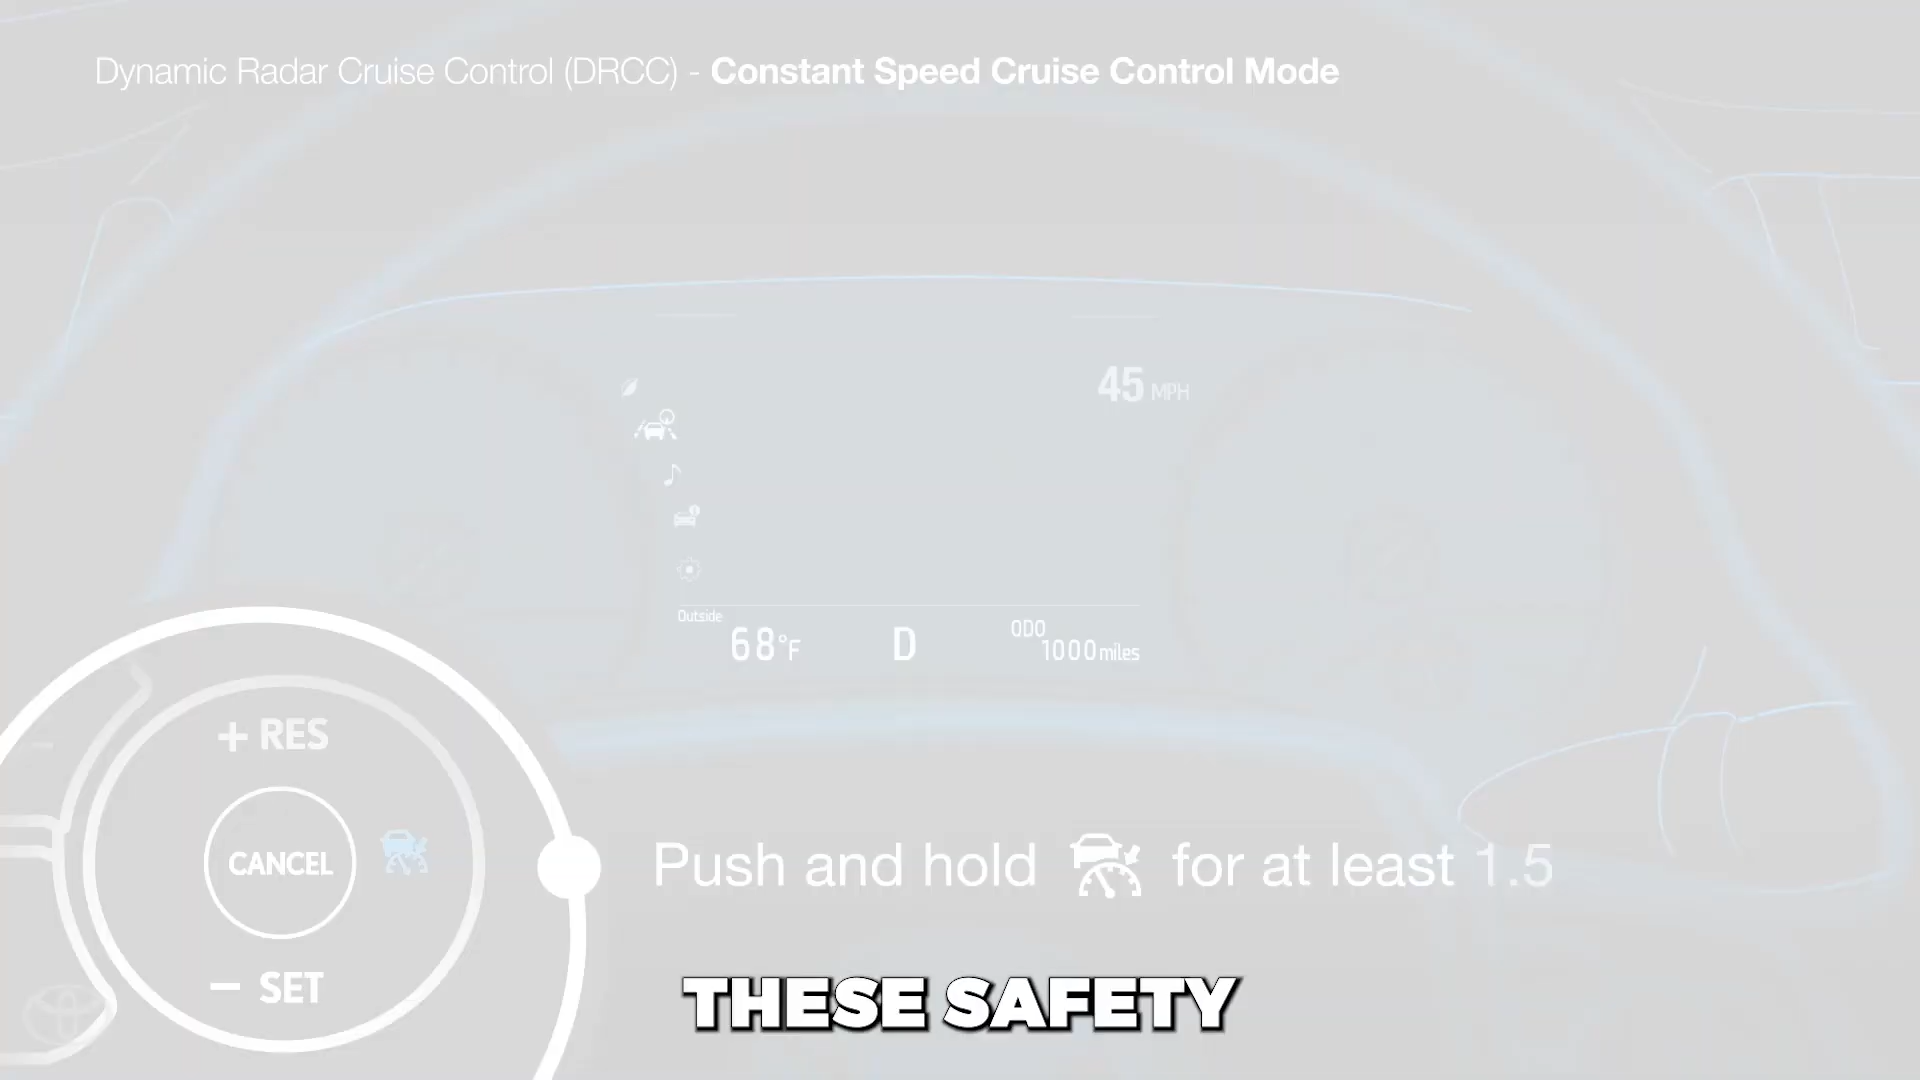 Dynamic Radar Cruise Control (DRCC) - Constant Speed Cruise Control Mode
45 MPH
Outside
68°F
D
ODO
1000 miles
+ RES
CANCEL
- SET
Push and hold for at least 1.5
THESE SAFETY